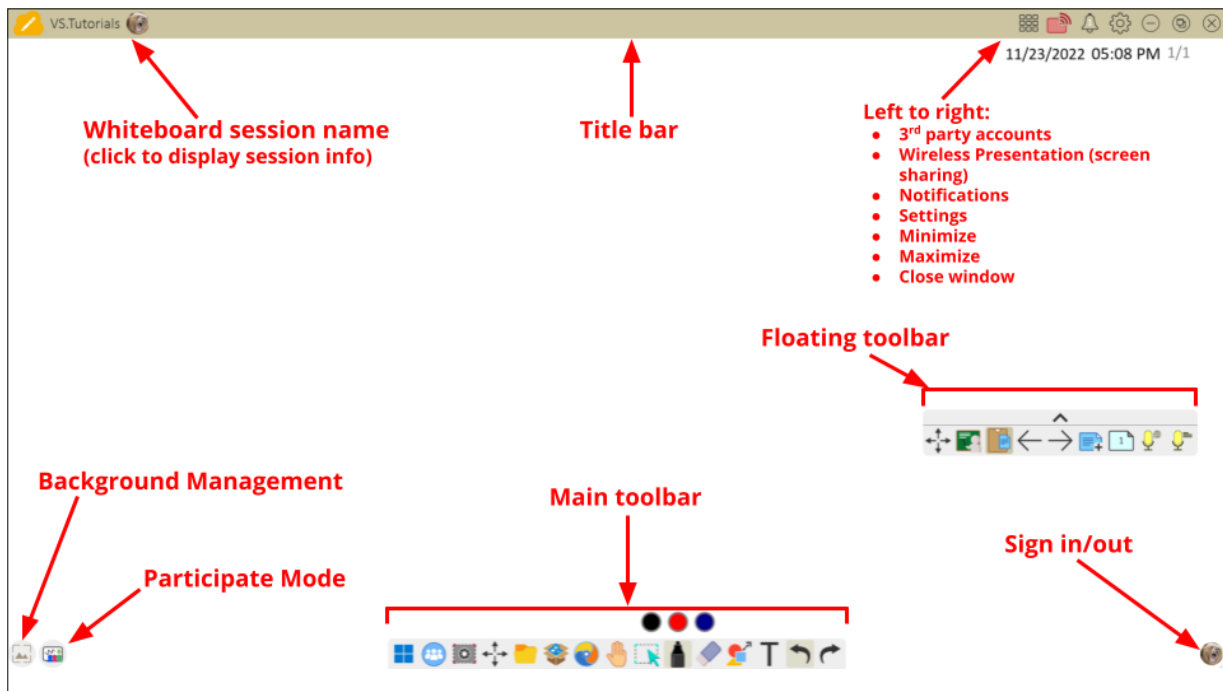 VS.Tutorials
11/23/2022 05:08 PM 1/1
Whiteboard session name
(click to display session info)
Title bar
Left to right:
● 3rd party accounts
● Wireless Presentation (screen
sharing)
● Notifications
● Settings
● Minimize
● Maximize
● Close window
Floating toolbar
1
Background Management
Main toolbar
Sign in/out
Participate Mode
T